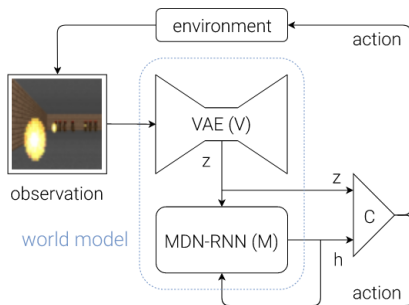 environment
action
VAE (V)
z
observation
z
C
world model
MDN-RNN (M)
h
action